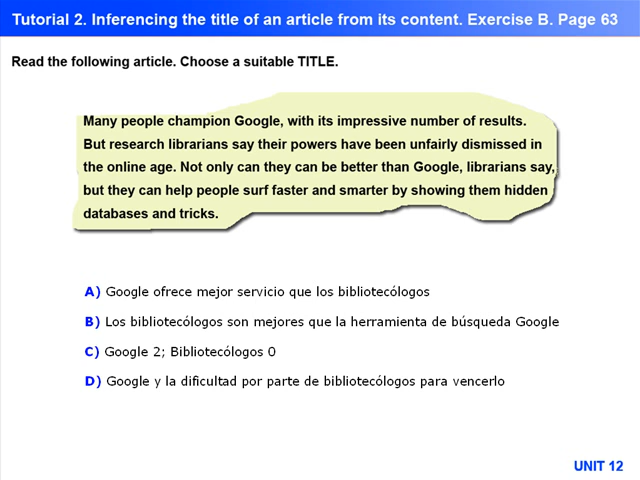 Tutorial 2. Inferencing the title of an article from its content. Exercise B. Page 63
Read the following article. Choose a suitable TITLE.
Many people champion Google, with its impressive number of results.
But research librarians say their powers have been unfairly dismissed in
the online age. Not only can they can be better than Google, librarians say,
but they can help people surf faster and smarter by showing them hidden
databases and tricks.
A) Google ofrece mejor servicio que los bibliotecólogos
B) Los bibliotecólogos son mejores que la herramienta de búsqueda Google
C) Google 2; Bibliotecólogos 0
D) Google y la dificultad por parte de bibliotecólogos para vencerlo
UNIT 12